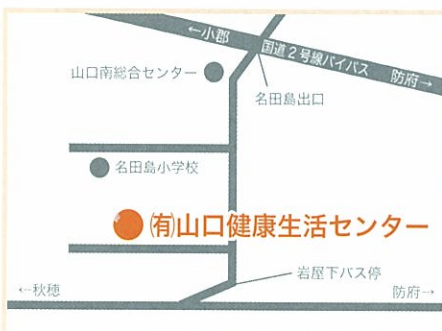 ←小郡
国道２号線バイパス
防府→
山口南総合センター
名田島出口
名田島小学校
㈲山口健康生活センター
岩屋下バス停
←秋穂
防府→